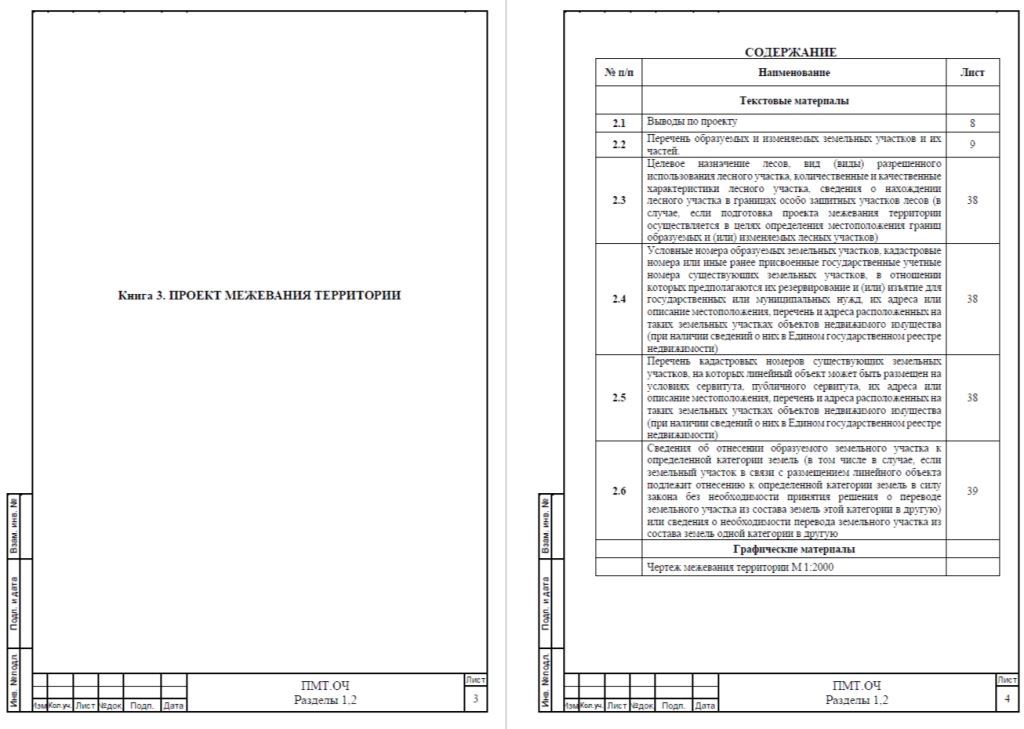 Книга 3. ПРОЕКТ МЕЖЕВАНИЯ ТЕРРИТОРИИ
Взам. инв. №
Подп. и дата
Инв. №подл.
Изм Кол.уч. Лист №док Подп. Дата
ПМТ.ОЧ
Разделы 1,2
Лист
3
СОДЕРЖАНИЕ
№ п/п Наименование Лист
Текстовые материалы
2.1 Выводы по проекту 8
2.2 Перечень образуемых и изменяемых земельных участков и их
частей. 9
2.3 Целевое назначение лесов, вид (виды) разрешенного
использования лесного участка, количественные и качественные
характеристики лесного участка, сведения о нахождении
лесного участка в границах особо защитных участков лесов (в
случае, если подготовка проекта межевания территории
осуществляется в целях определения местоположения границ
образуемых и (или) изменяемых лесных участков) 38
2.4 Условные номера образуемых земельных участков, кадастровые
номера или иные ранее присвоенные государственные учетные
номера существующих земельных участков, в отношении
которых предполагаются их резервирование и (или) изъятие для
государственных или муниципальных нужд, их адреса или
описание местоположения, перечень и адреса расположенных на
таких земельных участках объектов недвижимого имущества
(при наличии сведений о них в Едином государственном реестре
недвижимости) 38
2.5 Перечень кадастровых номеров существующих земельных
участков, на которых линейный объект может быть размещен на
условиях сервитута, публичного сервитута, их адреса или
описание местоположения, перечень и адреса расположенных на
таких земельных участках объектов недвижимого имущества
(при наличии сведений о них в Едином государственном реестре
недвижимости) 38
2.6 Сведения об отнесении образуемого земельного участка к
определенной категории земель (в том числе в случае, если
земельный участок в связи с размещением линейного объекта
подлежит отнесению к определенной категории земель в силу
закона без необходимости принятия решения о переводе
земельного участка из состава земель этой категории в другую)
или сведения о необходимости перевода земельного участка из
состава земель одной категории в другую 39
Графические материалы
Чертеж межевания территории М 1:2000
Взам. инв. №
Подп. и дата
Инв. №подл.
Изм Кол.уч. Лист №док Подп. Дата
ПМТ.ОЧ
Разделы 1,2
Лист
4